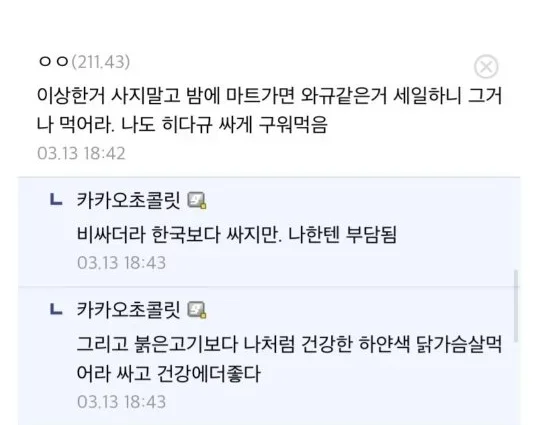 ㅇㅇ(211.43)
이상한거 사지말고 밤에 마트가면 와규같은거 세일하니 그거
나 먹어라. 나도 히다규 싸게 구워먹음
03.13 18:42
카카오초콜릿
비싸더라 한국보다 싸지만. 나한텐 부담됨
03.13 18:43
카카오초콜릿
그리고 붉은고기보다 나처럼 건강한 하얀색 닭가슴살먹
어라 싸고 건강에더좋다
03.13 18:43